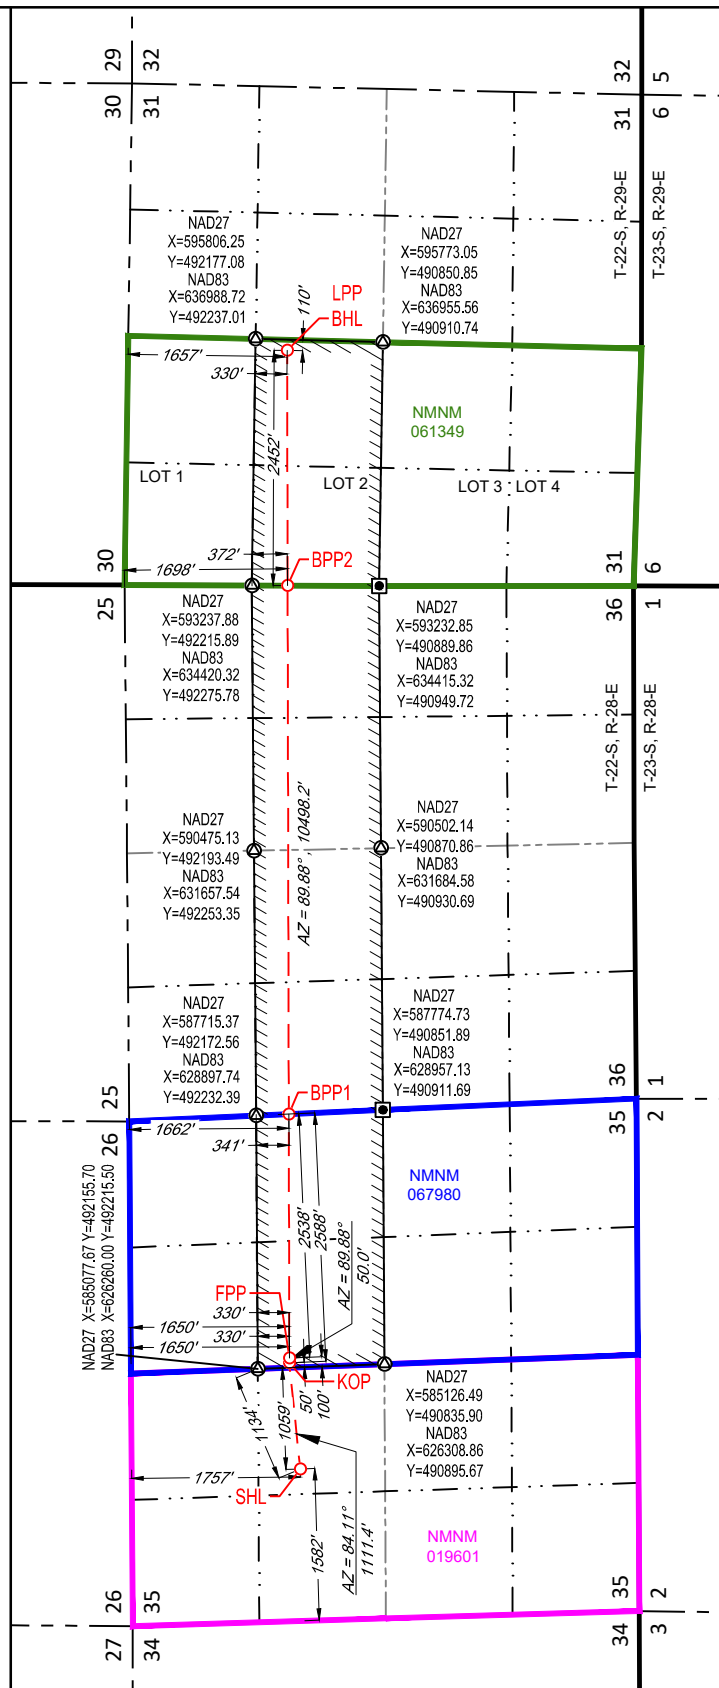 29
32
30
31
32
5
31
6
T-22-S, R-29-E
T-23-S, R-29-E
NAD27
X=595806.25
Y=492177.08
NAD83
X=636988.72
Y=492237.01
NAD27
X=595773.05
Y=490850.85
NAD83
X=636955.56
Y=490910.74
110'
LPP
BHL
1657'
330'
2452'
NMNM
061349
LOT 1
LOT 2
LOT 3
LOT 4
372'
1698'
BPP2
30
25
31
6
36
1
NAD27
X=593237.88
Y=492215.89
NAD83
X=634420.32
Y=492275.78
NAD27
X=593232.85
Y=490889.86
NAD83
X=634415.32
Y=490949.72
T-22-S, R-28-E
T-23-S, R-28-E
AZ = 89.88°, 10498.2'
NAD27
X=590475.13
Y=492193.49
NAD83
X=631657.54
Y=492253.35
NAD27
X=590502.14
Y=490870.86
NAD83
X=631684.58
Y=490930.69
NAD27
X=587715.37
Y=492172.56
NAD83
X=628897.74
Y=492232.39
NAD27
X=587774.73
Y=490851.89
NAD83
X=628957.13
Y=490911.69
25
26
36
1
35
2
BPP1
1662'
341'
NMNM
067980
2538'
2588'
AZ = 89.88°
50.0'
NAD27 X=585077.67 Y=492155.70
NAD83 X=626260.00 Y=492215.50
FPP
330'
1650'
330'
1650'
KOP
50'
100'
NAD27
X=585126.49
Y=490835.90
NAD83
X=626308.86
Y=490895.67
1134'
1059'
1757'
SHL
1582'
AZ = 84.11°
1111.4'
NMNM
019601
26
35
27
34
35
2
34
3